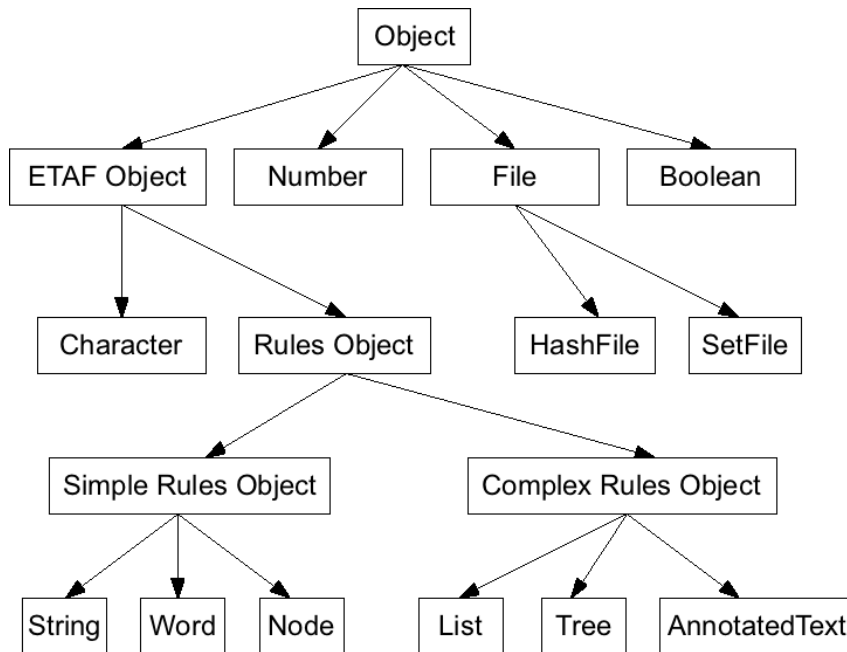 Object
ETAF Object
Number
File
Boolean
Character
Rules Object
HashFile
SetFile
Simple Rules Object
Complex Rules Object
String
Word
Node
List
Tree
AnnotatedText